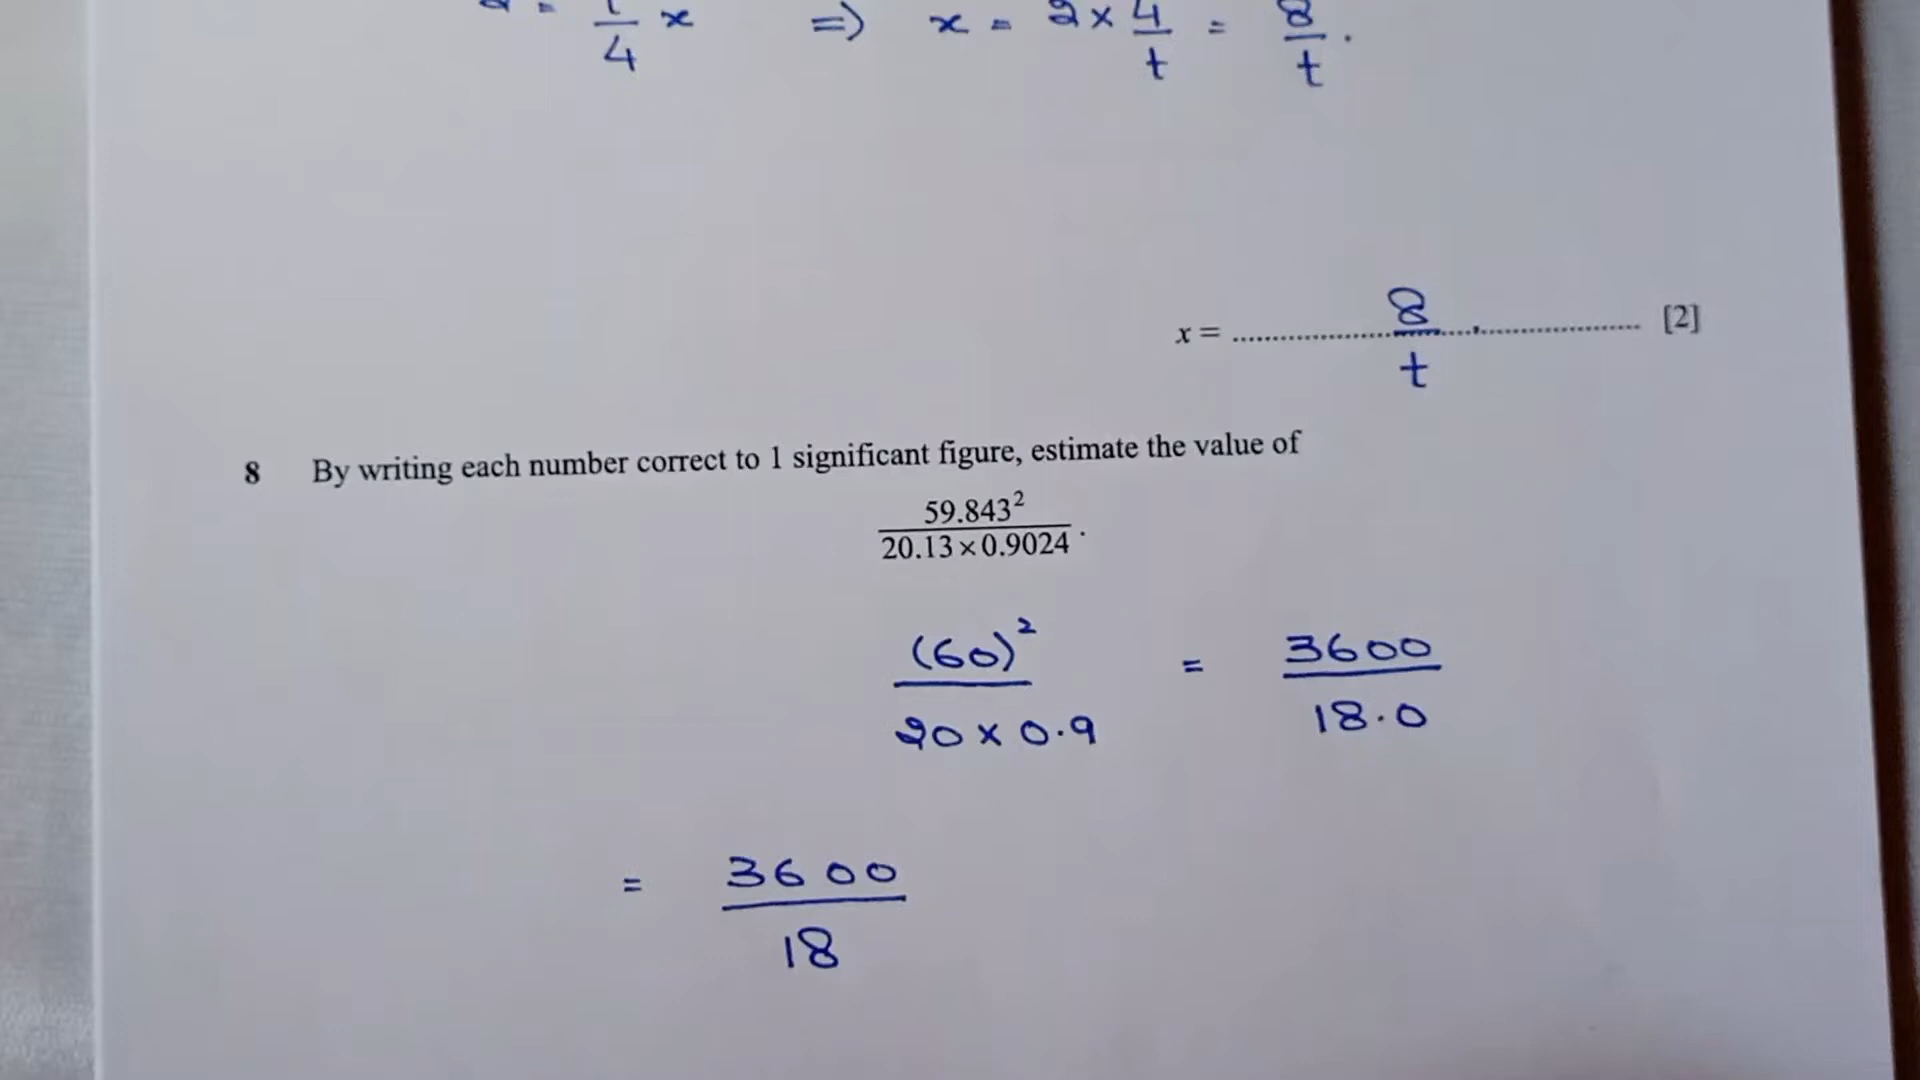 = 1/4 x => x = 2 × 4/t = 8/t .
x = ........ 8/t ........ [2]
8 By writing each number correct to 1 significant figure, estimate the value of
59.843²
20.13 × 0.9024 .
(60)² = 3600
20 × 0.9 18.0
= 3600
18